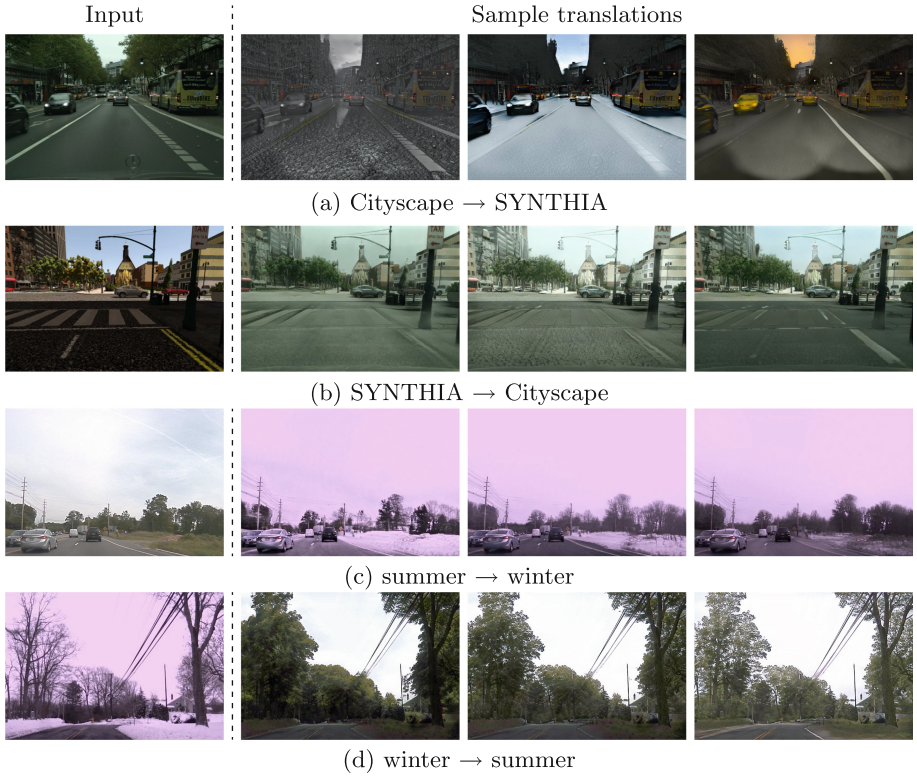 Input
Sample translations
(a) Cityscape → SYNTHIA
(b) SYNTHIA → Cityscape
(c) summer → winter
(d) winter → summer